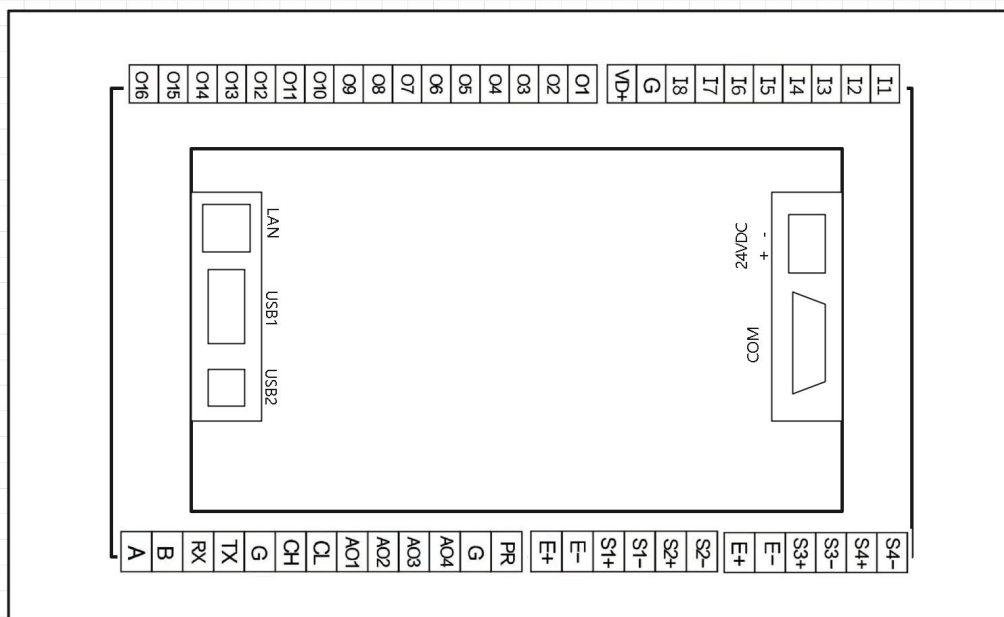 O16 O15 O14 O13 O12 O11 O10 O9 O8 O7 O6 O5 O4 O3 O2 O1 VD+ G I8 I7 I6 I5 I4 I3 I2 I1
LAN
USB1
USB2
24VDC
+ -
COM
A B RX TX G CH CL AO1 AO2 AO3 AO4 G PR E+ E- S1+ S1- S2+ S2- E+ E- S3+ S3- S4+ S4-